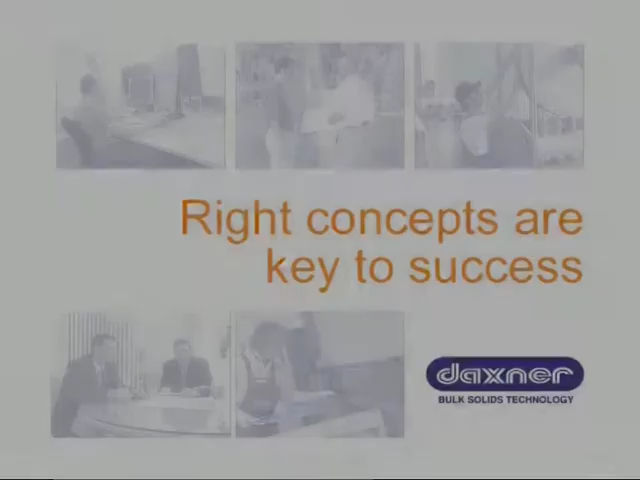 Right concepts are
key to success
daxner
BULK SOLIDS TECHNOLOGY